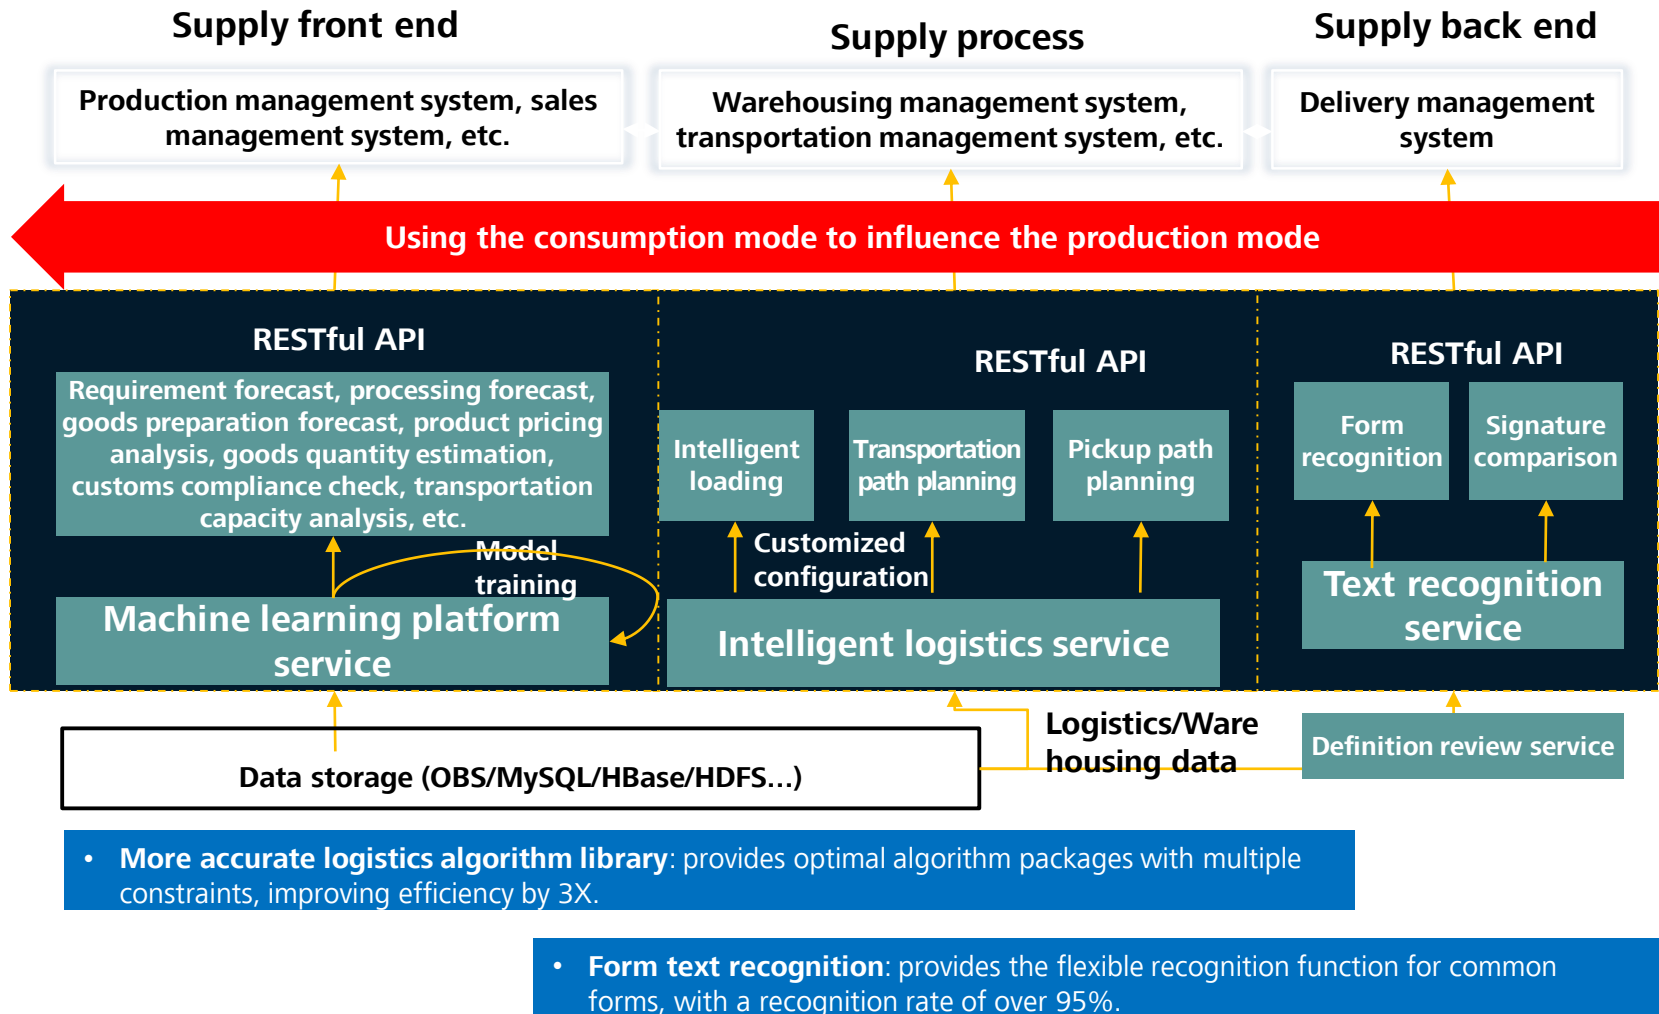 Supply front end
Supply process
Supply back end
Production management system, sales
management system, etc.
Warehousing management system,
transportation management system, etc.
Delivery management
system
Using the consumption mode to influence the production mode
RESTful API
Requirement forecast, processing forecast,
goods preparation forecast, product pricing
analysis, goods quantity estimation,
customs compliance check, transportation
capacity analysis, etc.
Model
training
Machine learning platform
service
RESTful API
Intelligent
loading
Transportation
path planning
Pickup path
planning
Customized
configuration
Intelligent logistics service
RESTful API
Form
recognition
Signature
comparison
Text recognition
service
Data storage (OBS/MySQL/HBase/HDFS...)
Logistics/Ware
housing data
Definition review service
• More accurate logistics algorithm library: provides optimal algorithm packages with multiple
constraints, improving efficiency by 3X.
• Form text recognition: provides the flexible recognition function for common
forms, with a recognition rate of over 95%.